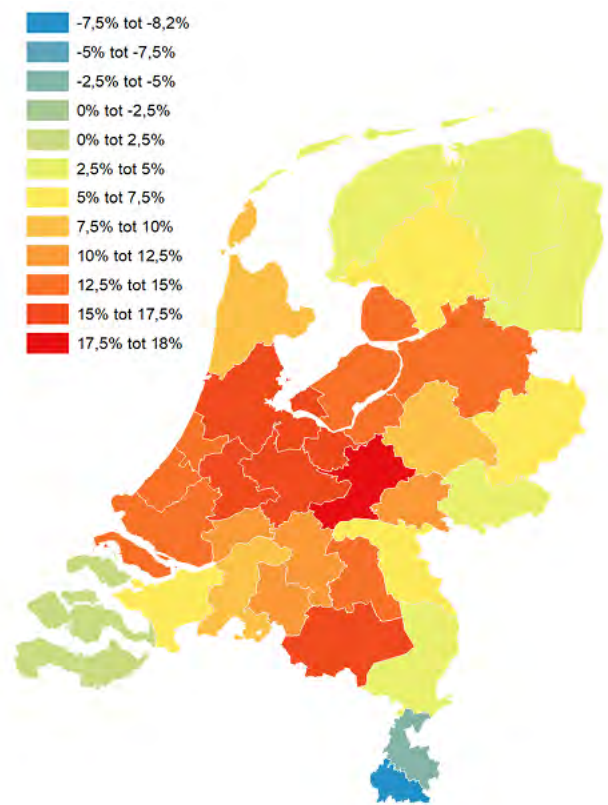 -7,5% tot -8,2%
-5% tot -7,5%
-2,5% tot -5%
0% tot -2,5%
0% tot 2,5%
2,5% tot 5%
5% tot 7,5%
7,5% tot 10%
10% tot 12,5%
12,5% tot 15%
15% tot 17,5%
17,5% tot 18%